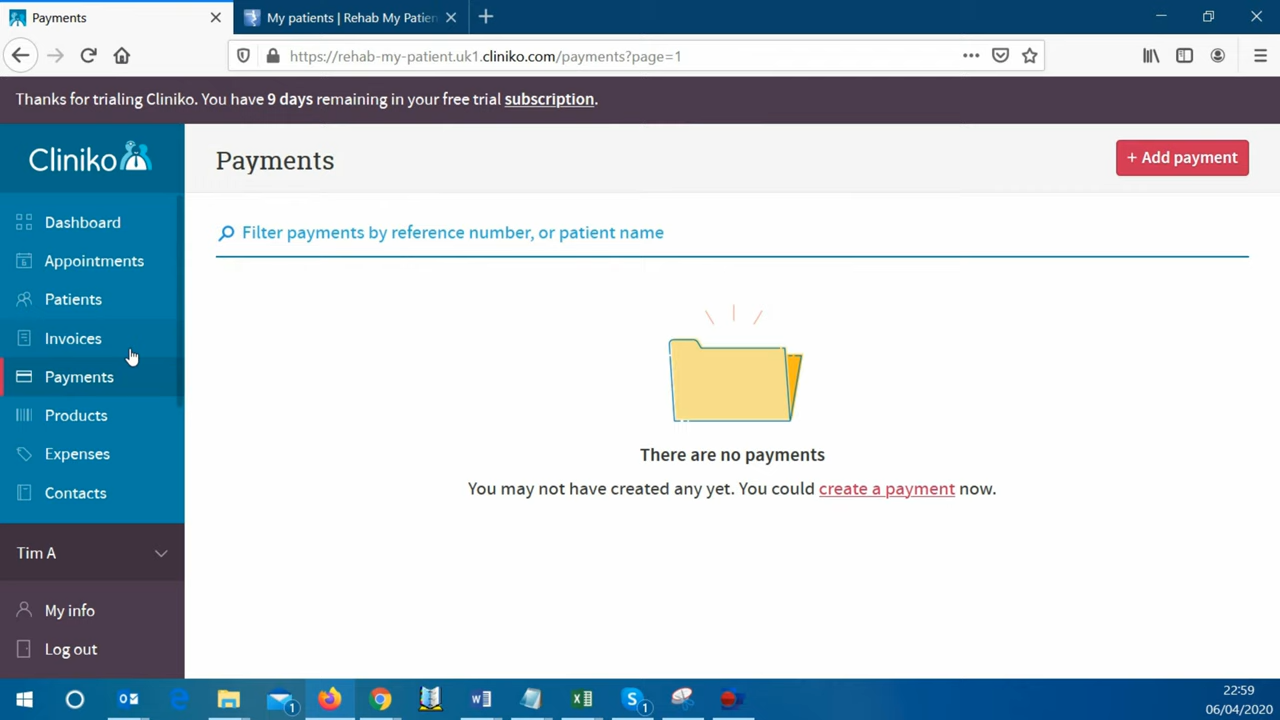 Payments
My patients | Rehab My Patien
https://rehab-my-patient.uk1.cliniko.com/payments?page=1
Thanks for trialing Cliniko. You have 9 days remaining in your free trial subscription.
Cliniko
Payments
+ Add payment
Dashboard
Filter payments by reference number, or patient name
6
Appointments
Patients
Invoices
Payments
Products
Expenses
Contacts
There are no payments
You may not have created any yet. You could create a payment now.
Tim A
My info
Log out
1
1
22:59
06/04/2020